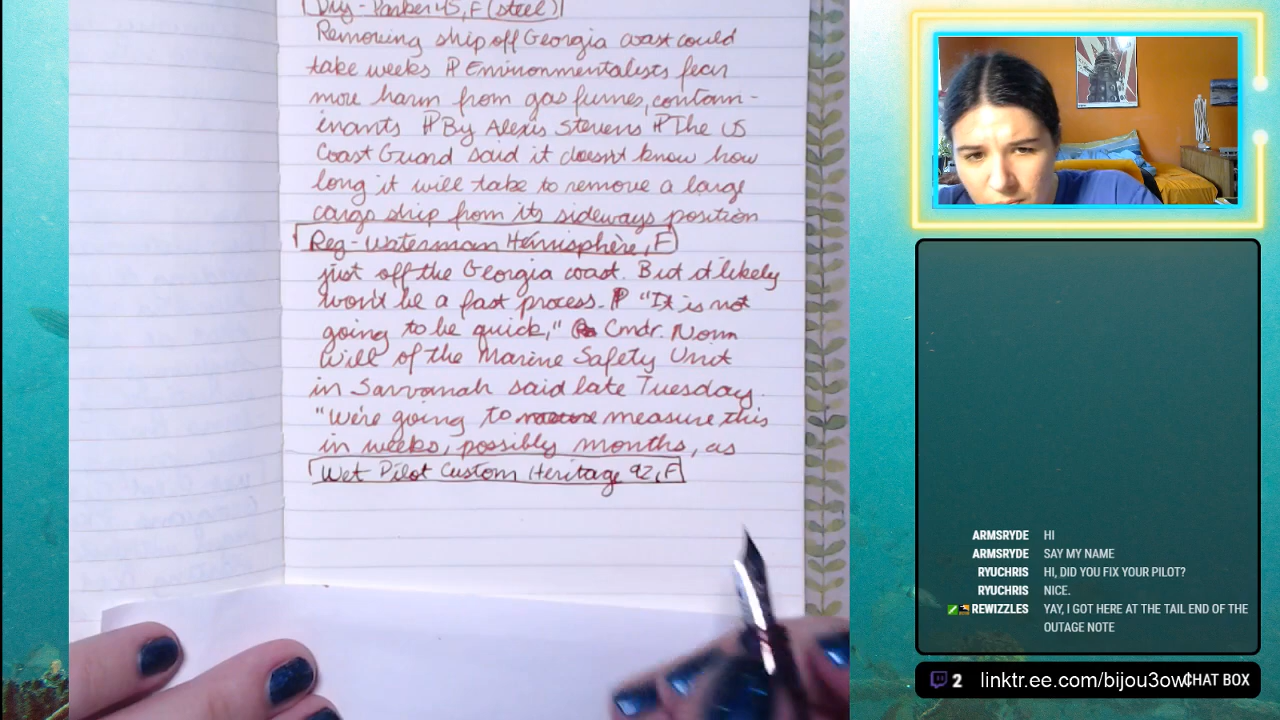 Dry - Parker 45, F (steel)
Removing ship off Georgia coast could
take weeks ¶ Environmentalists fear
more harm from gas fumes, contam-
inants ¶ By Alexis Stevens ¶ The US
Coast Guard said it doesn't know how
long it will take to remove a large
cargo ship from its sideways position
Reg - Waterman Hemisphère, F
just off the Georgia coast. But it likely
won't be a fast process. ¶ "It is not
going to be quick," Cmdr. Norm
Will of the Marine Safety Unit
in Savvanah said late Tuesday.
"We're going to measure this
in weeks, possibly months, as
Wet Pilot Custom Heritage 92, F
ARMSRYDE HI
ARMSRYDE SAY MY NAME
RYUCHRIS HI, DID YOU FIX YOUR PILOT?
RYUCHRIS NICE.
REWIZZLES YAY, I GOT HERE AT THE TAIL END OF THE
OUTAGE NOTE
2 linktr.ee.com/bijou3owl CHAT BOX